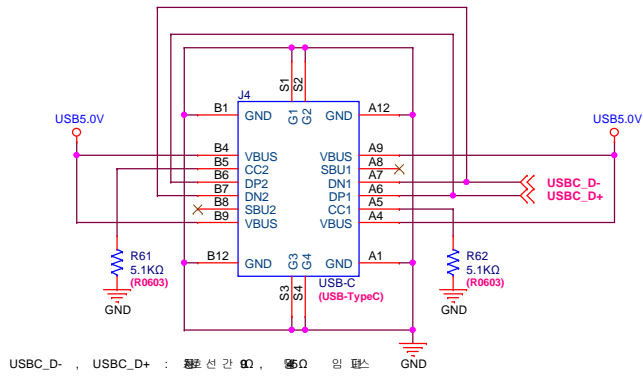 J4
S1 S2
B1 GND G1 G2 GND A12
USB5.0V USB5.0V
B4 VBUS VBUS A9
B5 CC2 SBU1 A8
B6 DP2 DN1 A7 USBC_D-
B7 DN2 DP1 A6 USBC_D+
B8 SBU2 CC1 A5
B9 VBUS VBUS A4
B12 GND G3 G4 GND A1
R61 R62
5.1KΩ 5.1KΩ
(R0603) (R0603)
USB-C
(USB-TypeC)
S3 S4
GND GND
GND
USBC_D- , USBC_D+ : 선간 Ω, Ω 임